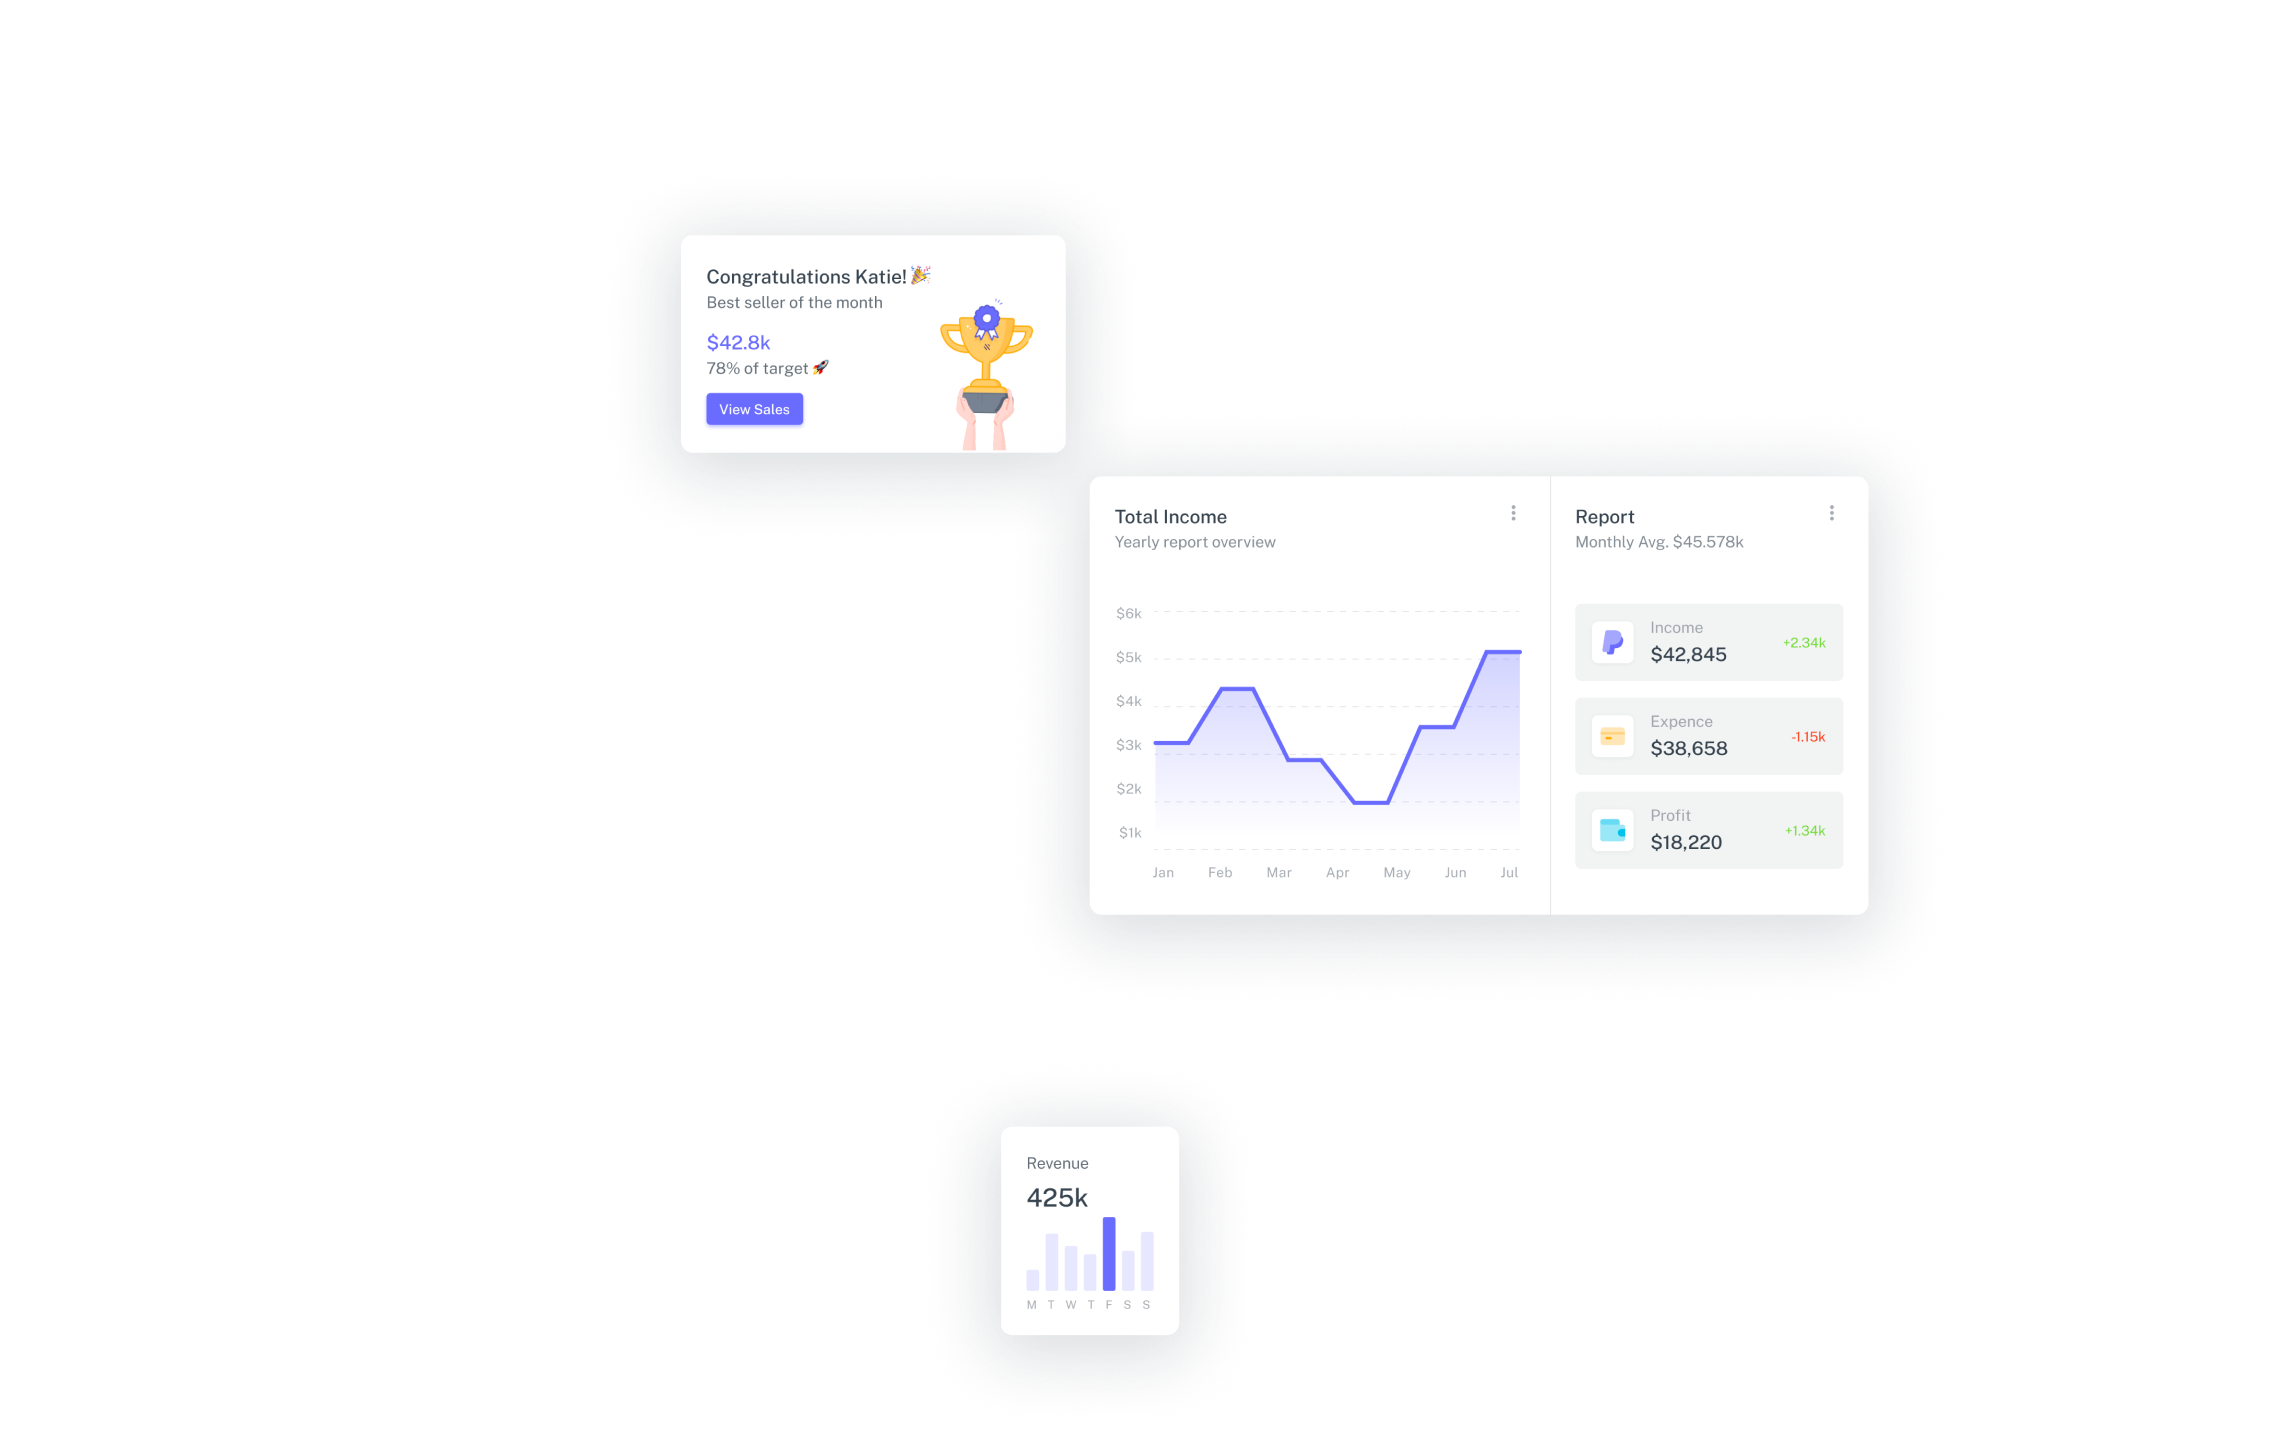 Congratulations Katie! 🎉
Best seller of the month
$42.8k
78% of target 🚀
View Sales
Total Income
Yearly report overview
$6k
$5k
$4k
$3k
$2k
$1k
Jan Feb Mar Apr May Jun Jul
Report
Monthly Avg. $45.578k
Income
$42,845
+2.34k
Expence
$38,658
-1.15k
Profit
$18,220
+1.34k
Revenue
425k
M T W T F S S